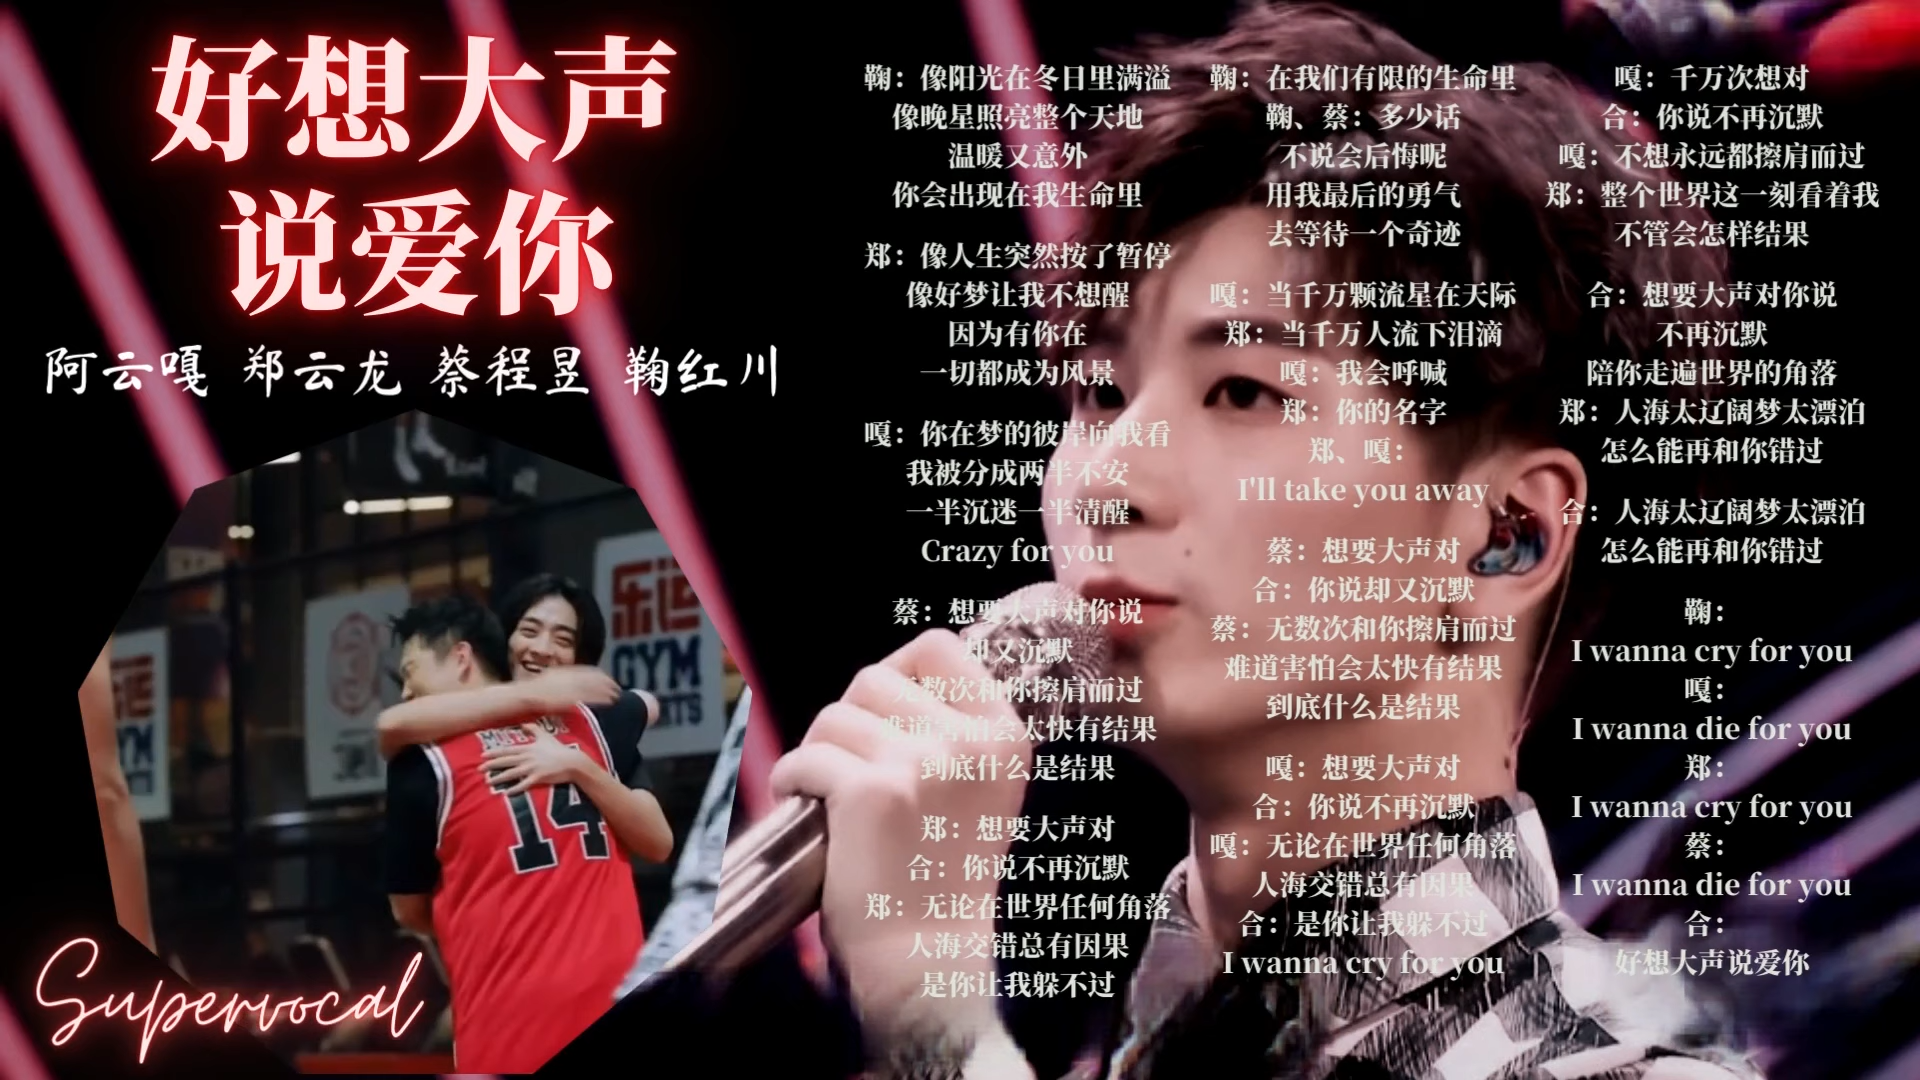 好想大声
说爱你
阿云嘎 郑云龙 蔡程昱 鞠红川
乐运
GYM
14
Supervocal
鞠：像阳光在冬日里满溢
像晚星照亮整个天地
温暖又意外
你会出现在我生命里
郑：像人生突然按了暂停
像好梦让我不想醒
因为有你在
一切都成为风景
嘎：你在梦的彼岸向我看
我被分成两半不安
一半沉迷一半清醒
Crazy for you
蔡：想要大声对你说
却又沉默
无数次和你擦肩而过
难道害怕会太快有结果
到底什么是结果
郑：想要大声对
合：你说不再沉默
郑：无论在世界任何角落
人海交错总有因果
是你让我躲不过
鞠：在我们有限的生命里
鞠、蔡：多少话
不说会后悔呢
用我最后的勇气
去等待一个奇迹
嘎：当千万颗流星在天际
郑：当千万人流下泪滴
嘎：我会呼喊
郑：你的名字
郑、嘎：
I'll take you away
蔡：想要大声对
合：你说却又沉默
蔡：无数次和你擦肩而过
难道害怕会太快有结果
到底什么是结果
嘎：想要大声对
合：你说不再沉默
嘎：无论在世界任何角落
人海交错总有因果
合：是你让我躲不过
I wanna cry for you
嘎：千万次想对
合：你说不再沉默
嘎：不想永远都擦肩而过
郑：整个世界这一刻看着我
不管会怎样结果
合：想要大声对你说
不再沉默
陪你走遍世界的角落
郑：人海太辽阔梦太漂泊
怎么能再和你错过
合：人海太辽阔梦太漂泊
怎么能再和你错过
鞠：
I wanna cry for you
嘎：
I wanna die for you
郑：
I wanna cry for you
蔡：
I wanna die for you
合：
好想大声说爱你